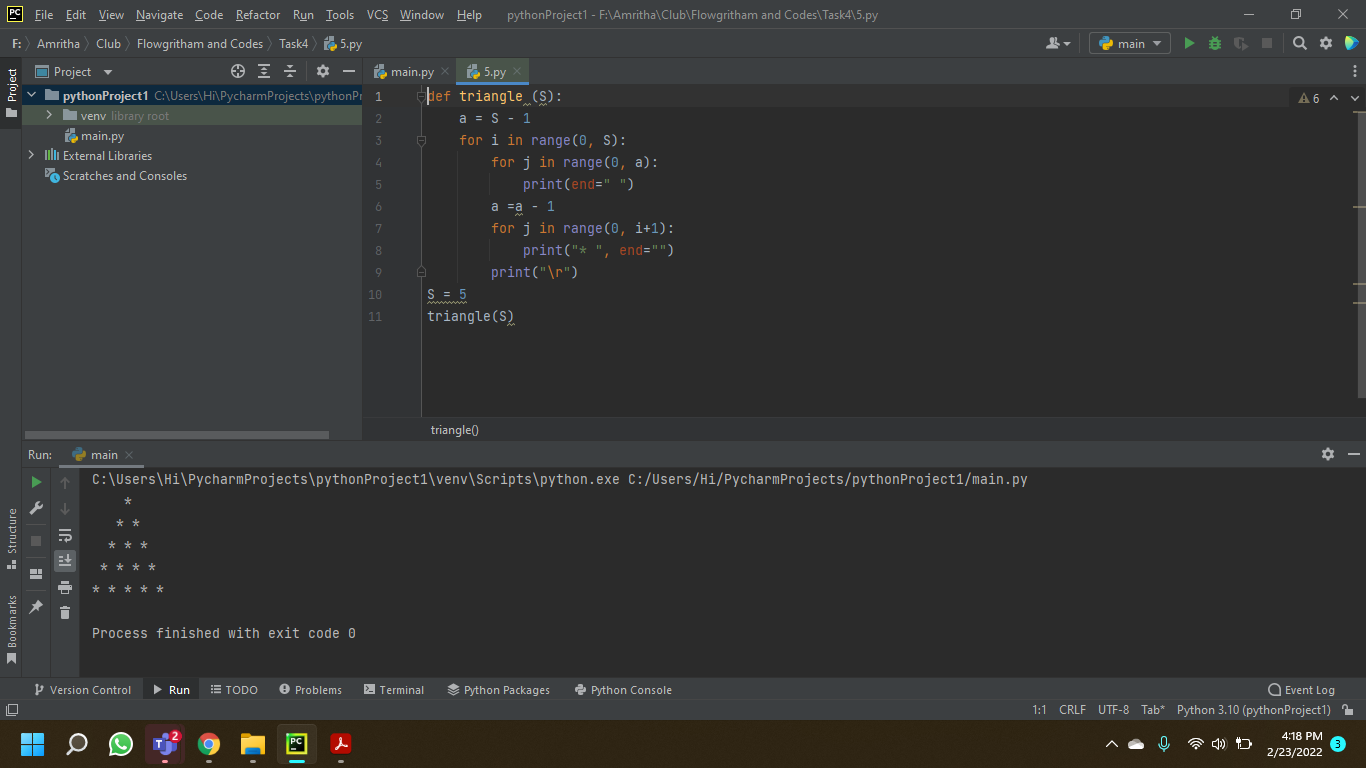 PC File Edit View Navigate Code Refactor Run Tools VCS Window Help pythonProject1 - F:\Amritha\Club\Flowgritham and Codes\Task4\5.py
F: Amritha Club Flowgritham and Codes Task4 5.py main
Project
Project
main.py 5.py
pythonProject1 C:\Users\Hi\PycharmProjects\pythonPr
venv library root
main.py
External Libraries
Scratches and Consoles
6
1 def triangle (S):
2     a = S - 1
3     for i in range(0, S):
4         for j in range(0, a):
5             print(end=" ")
6         a =a - 1
7         for j in range(0, i+1):
8             print("* ", end="")
9         print("\r")
10 S = 5
11 triangle(S)
triangle()
Run: main
C:\Users\Hi\PycharmProjects\pythonProject1\venv\Scripts\python.exe C:/Users/Hi/PycharmProjects/pythonProject1/main.py
    *
   * *
  * * *
 * * * *
* * * * *
Process finished with exit code 0
Structure
Bookmarks
Version Control Run TODO Problems Terminal Python Packages Python Console Event Log
1:1 CRLF UTF-8 Tab* Python 3.10 (pythonProject1)
2
PC
4:18 PM
2/23/2022
3